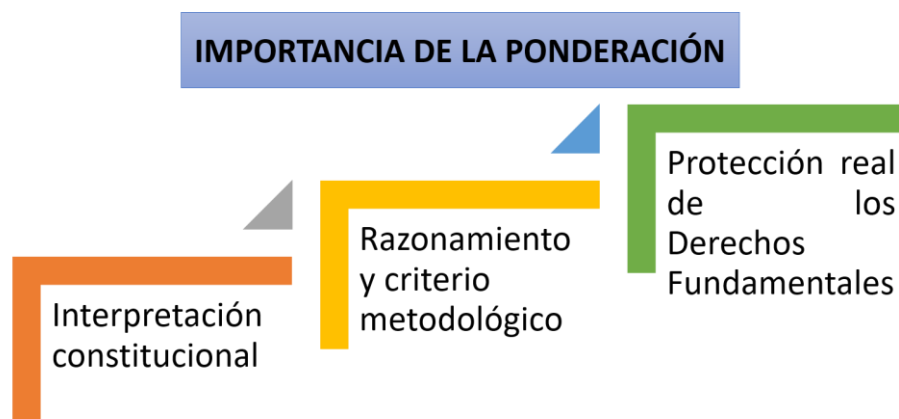 IMPORTANCIA DE LA PONDERACIÓN
Interpretación
constitucional
Razonamiento
y criterio
metodológico
Protección real
de los
Derechos
Fundamentales